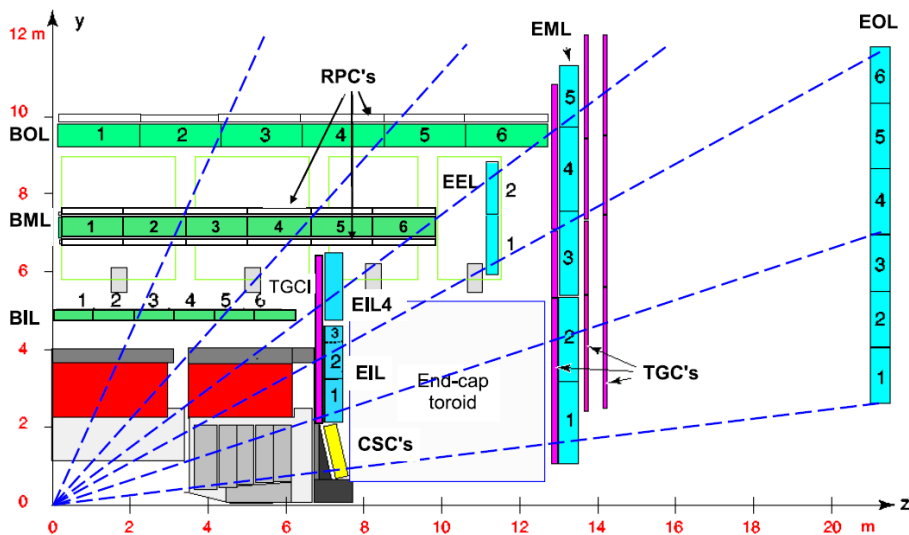 y
12 m
EML
EOL
RPC's
6
5
10
BOL
1 2 3 4 5 6
5
4
EEL
8
2
4
BML
1 2 3 4 5 6
1
3
6
TGCI
3
1 2 3 4 5 6
EIL4
BIL
2
3
4
2
EIL
2
TGC's
1
1
End-cap
toroid
2
CSC's
1
0
z
0 2 4 6 8 10 12 14 16 18 20 m